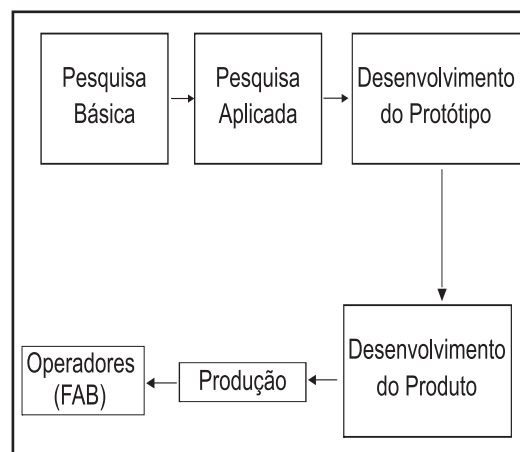 Pesquisa
Básica
Pesquisa
Aplicada
Desenvolvimento
do Protótipo
Desenvolvimento
do Produto
Produção
Operadores
(FAB)